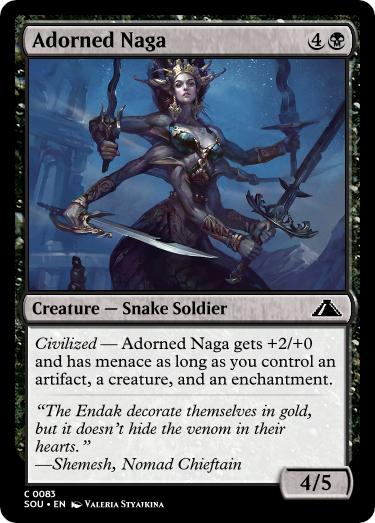 Adorned Naga 4
Creature — Snake Soldier
Civilized — Adorned Naga gets +2/+0
and has menace as long as you control an
artifact, a creature, and an enchantment.
“The Endak decorate themselves in gold,
but it doesn’t hide the venom in their
hearts.”
—Shemesh, Nomad Chieftain
4/5
C 0083
SOU • EN Valeria Styajkina